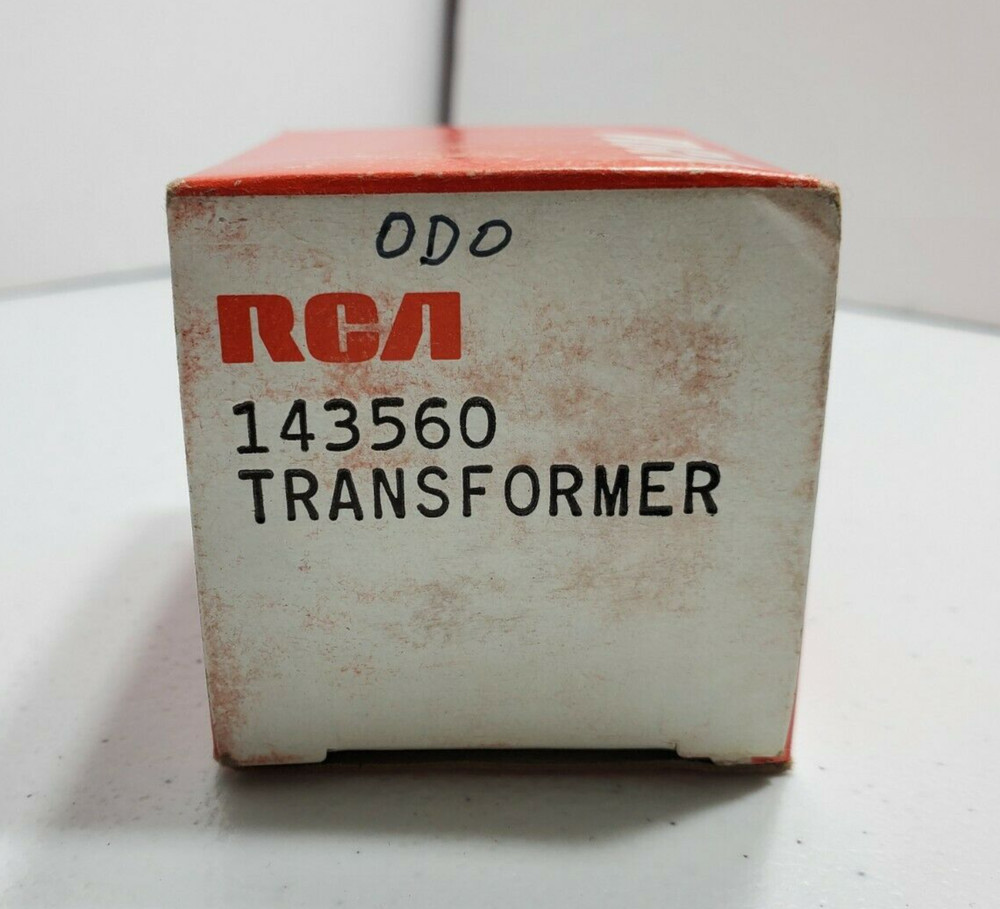 ODO
RCA
143560
TRANSFORMER